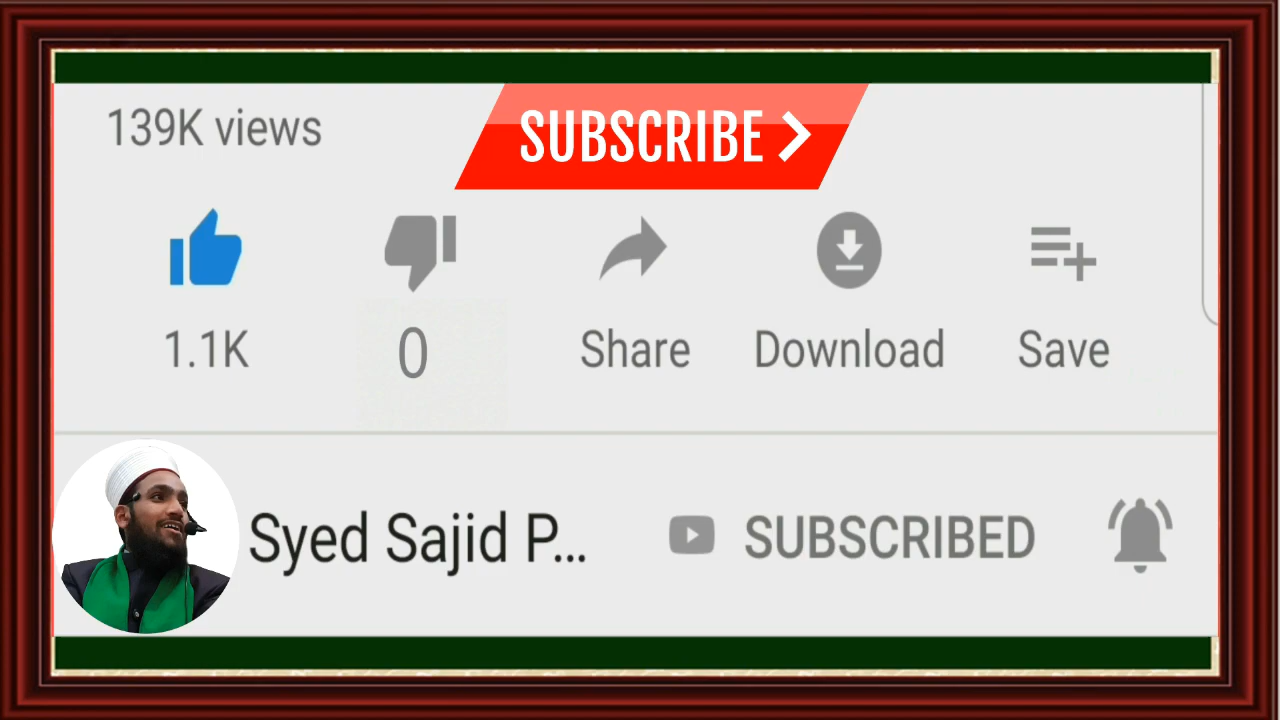 139K views
SUBSCRIBE
1.1K
0
Share
Download
Save
Syed Sajid P...
SUBSCRIBED